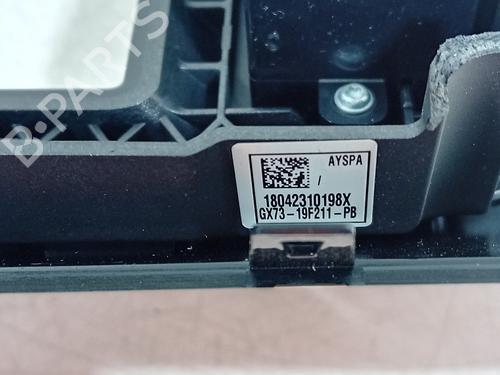 B-PARTS
AYSPA
/
18042310198X
GX73-19F211-PB